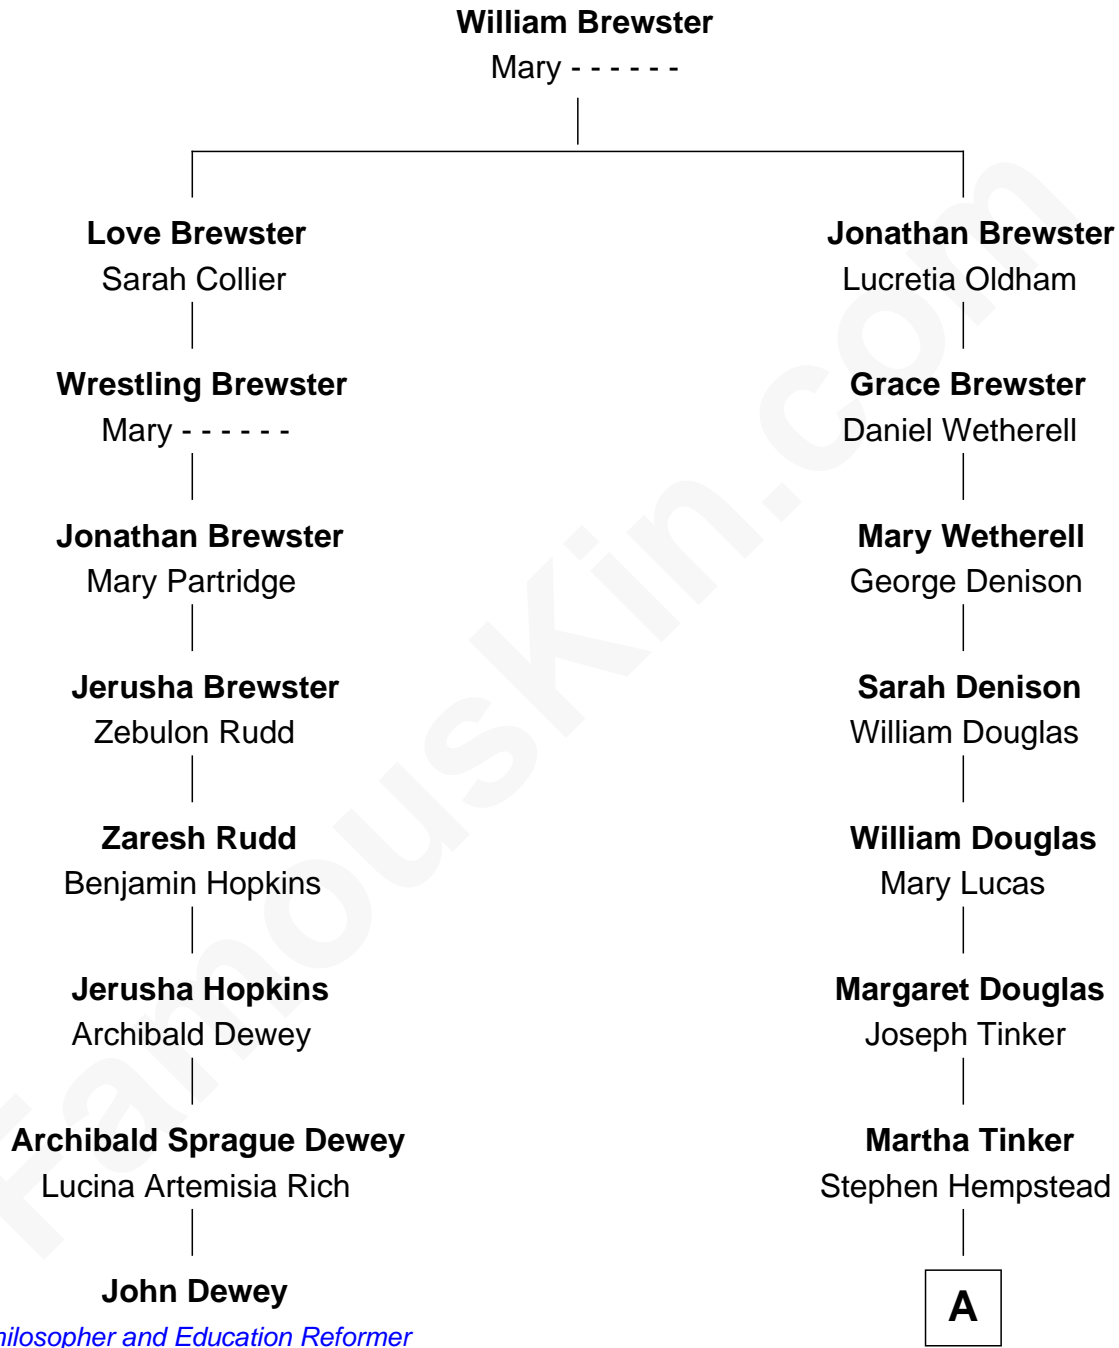 William Brewster
Mary - - - - - -
Love Brewster
Sarah Collier
Wrestling Brewster
Mary - - - - - -
Jonathan Brewster
Mary Partridge
Jerusha Brewster
Zebulon Rudd
Zaresh Rudd
Benjamin Hopkins
Jerusha Hopkins
Archibald Dewey
Archibald Sprague Dewey
Lucina Artemisia Rich
John Dewey
hilosopher and Education Reformer
Jonathan Brewster
Lucretia Oldham
Grace Brewster
Daniel Wetherell
Mary Wetherell
George Denison
Sarah Denison
William Douglas
William Douglas
Mary Lucas
Margaret Douglas
Joseph Tinker
Martha Tinker
Stephen Hempstead
A
FamousKin.com